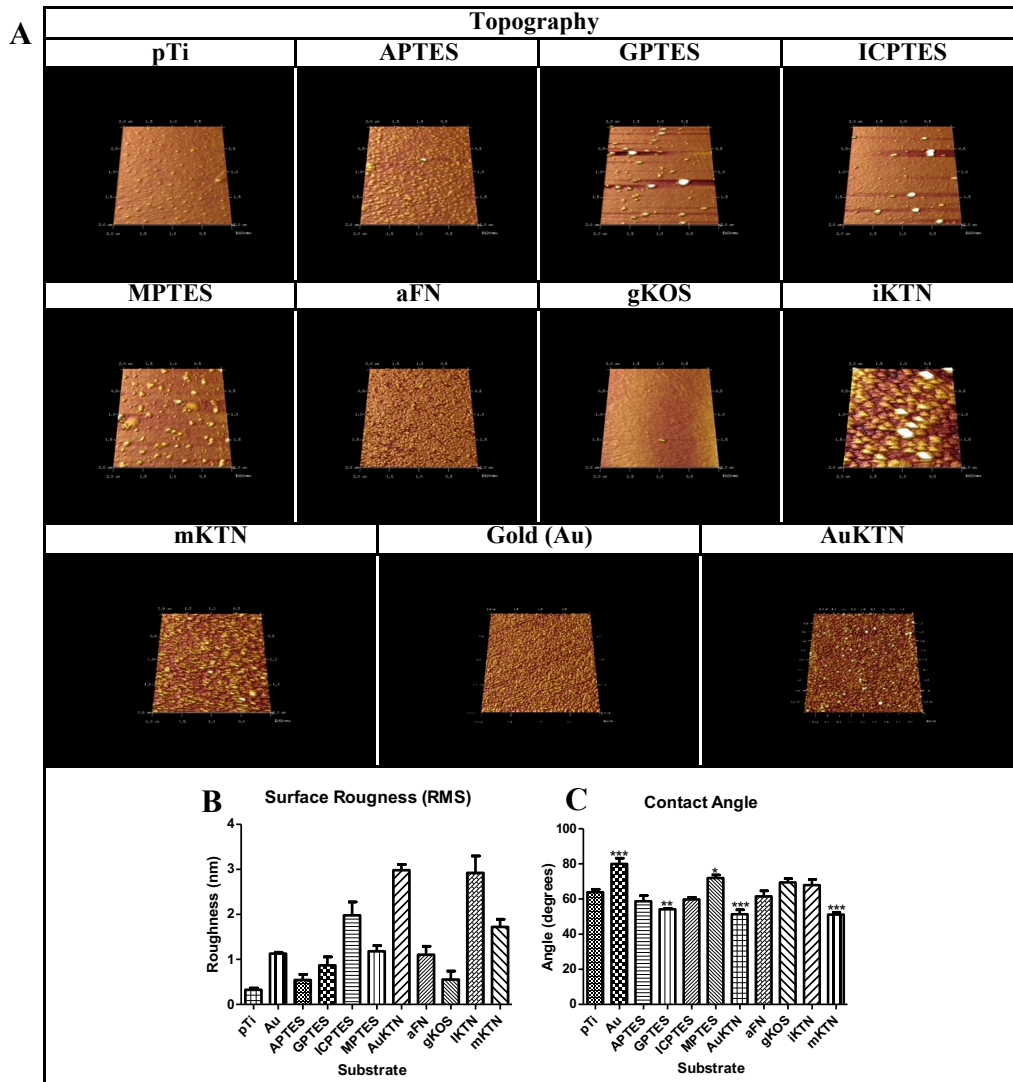 A
Topography
pTi APTES GPTES ICPTES
MPTES aFN gKOS iKTN
mKTN Gold (Au) AuKTN
B
Surface Rougness (RMS)
Roughness (nm)
4
3
2
1
0
pTi Au APTES GPTES ICPTES MPTES AuKTN aFN gKOS IKTN mKTN
Substrate
C
Contact Angle
Angle (degrees)
100
80
60
40
20
0
*** ** * *** ***
pTi Au APTES GPTES ICPTES MPTES AuKTN aFN gKOS iKTN mKTN
Substrate